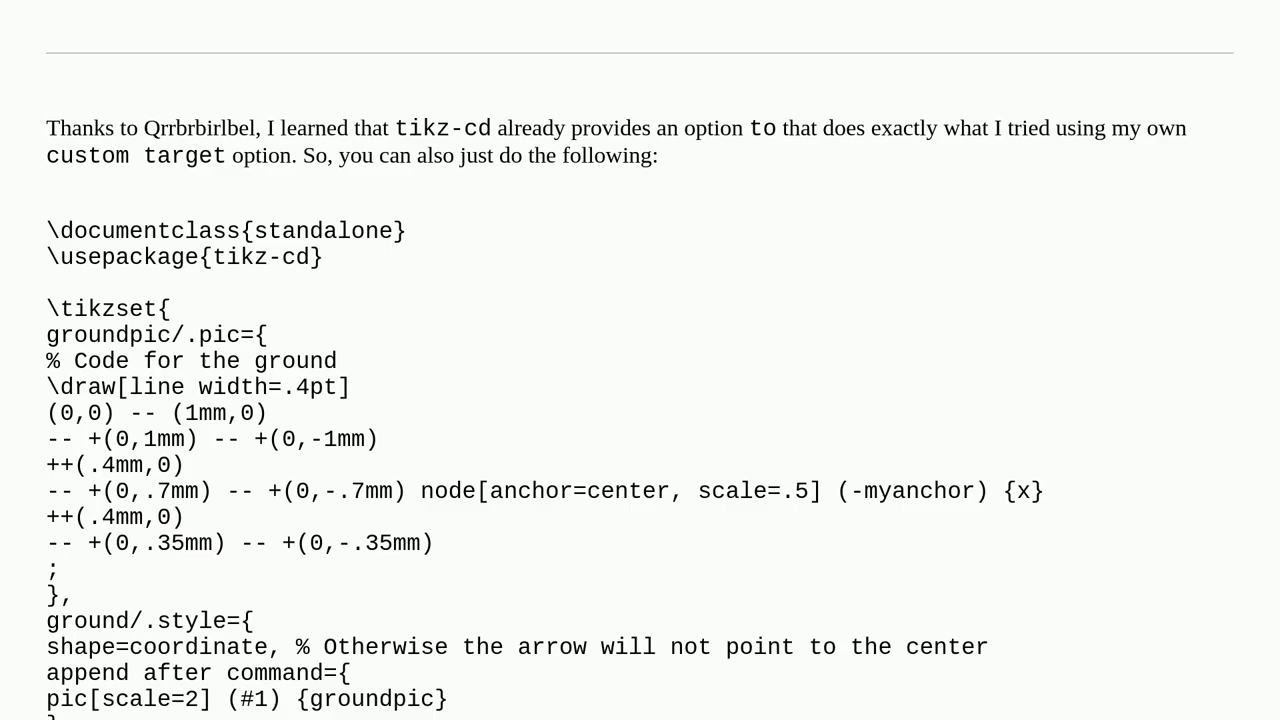 Thanks to Qrrbrbirlbel, I learned that tikz-cd already provides an option to that does exactly what I tried using my own
custom target option. So, you can also just do the following:
\documentclass{standalone}
\usepackage{tikz-cd}
\tikzset{
groundpic/.pic={
% Code for the ground
\draw[line width=.4pt]
(0,0) -- (1mm,0)
-- +(0,1mm) -- +(0,-1mm)
++(.4mm,0)
-- +(0,.7mm) -- +(0,-.7mm) node[anchor=center, scale=.5] (-myanchor) {x}
++(.4mm,0)
-- +(0,.35mm) -- +(0,-.35mm)
;
},
ground/.style={
shape=coordinate, % Otherwise the arrow will not point to the center
append after command={
pic[scale=2] (#1) {groundpic}